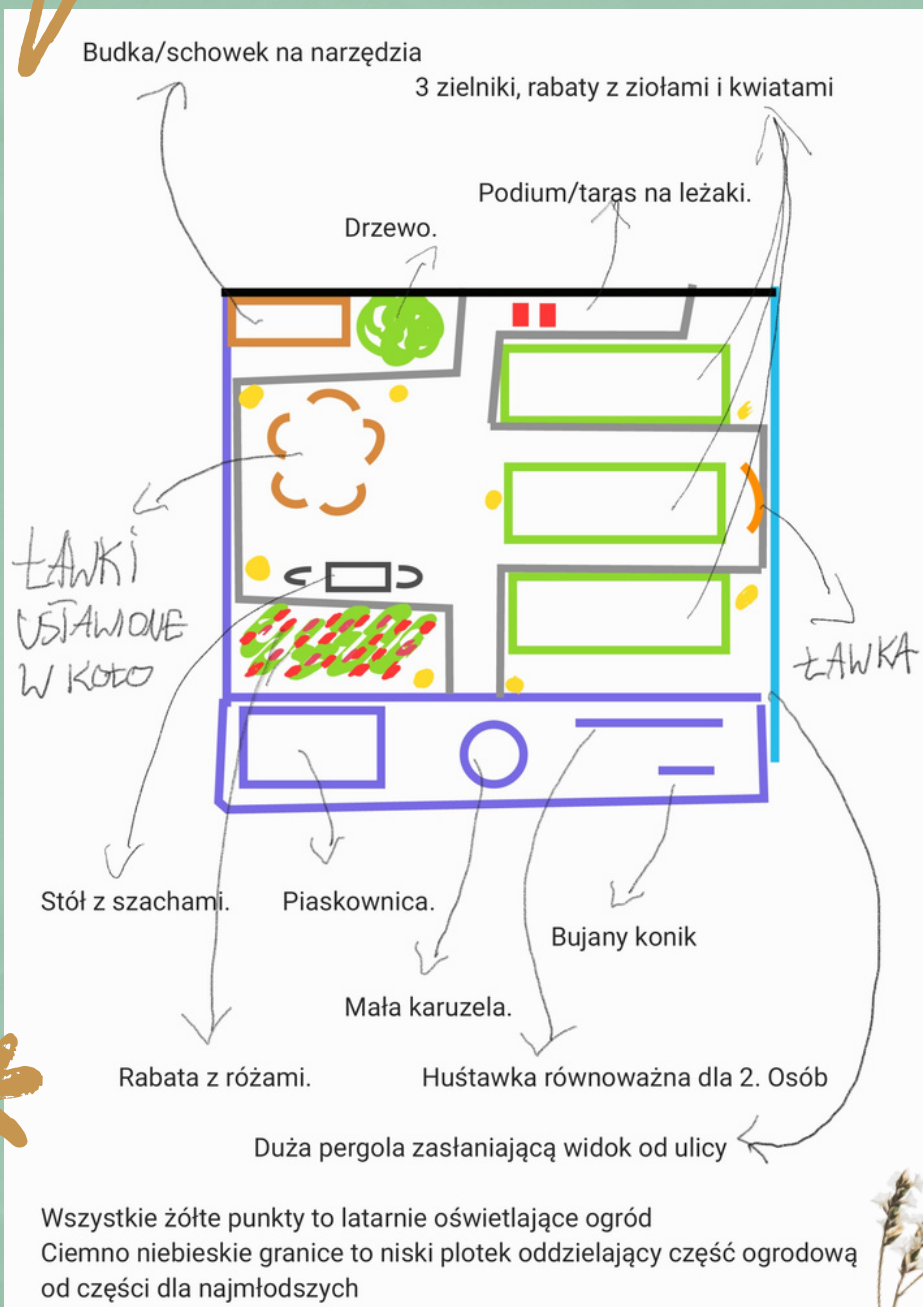 Budka/schowek na narzędzia
3 zielniki, rabaty z ziołami i kwiatami
Podium/taras na leżaki.
Drzewo.
ŁAWKI
USTAWIONE
W KOŁO
ŁAWKA
Stół z szachami.
Piaskownica.
Bujany konik
Mała karuzela.
Rabata z różami.
Huśtawka równoważna dla 2. Osób
Duża pergola zasłaniającą widok od ulicy
Wszystkie żółte punkty to latarnie oświetlające ogród
Ciemno niebieskie granice to niski plotek oddzielający część ogrodową
od części dla najmłodszych